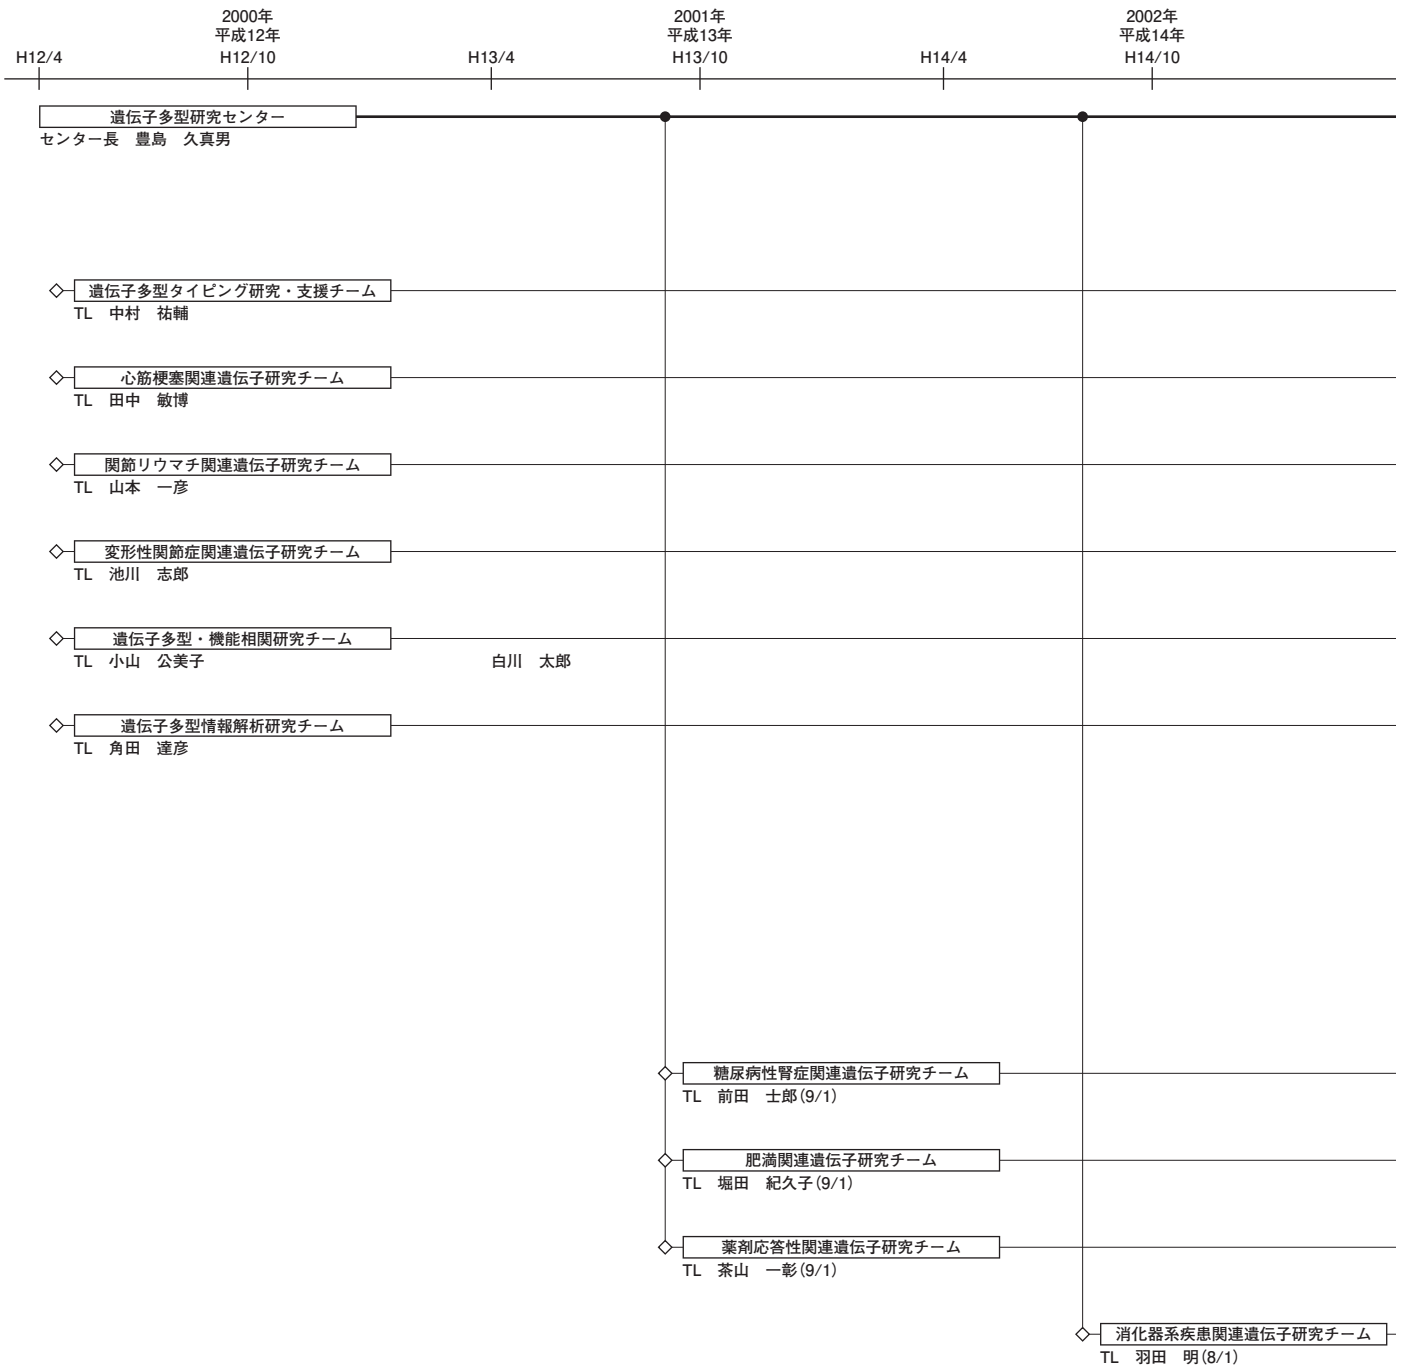 2000年 2001年 2002年
平成12年 平成13年 平成14年
H12/4 H12/10 H13/4 H13/10 H14/4 H14/10
遺伝子多型研究センター
センター長 豊島 久真男
遺伝子多型タイピング研究・支援チーム
TL 中村 祐輔
心筋梗塞関連遺伝子研究チーム
TL 田中 敏博
関節リウマチ関連遺伝子研究チーム
TL 山本 一彦
変形性関節症関連遺伝子研究チーム
TL 池川 志郎
遺伝子多型・機能相関研究チーム
TL 小山 公美子 白川 太郎
遺伝子多型情報解析研究チーム
TL 角田 達彦
糖尿病性腎症関連遺伝子研究チーム
TL 前田 士郎(9/1)
肥満関連遺伝子研究チーム
TL 堀田 紀久子(9/1)
薬剤応答性関連遺伝子研究チーム
TL 茶山 一彰(9/1)
消化器系疾患関連遺伝子研究チーム
TL 羽田 明(8/1)